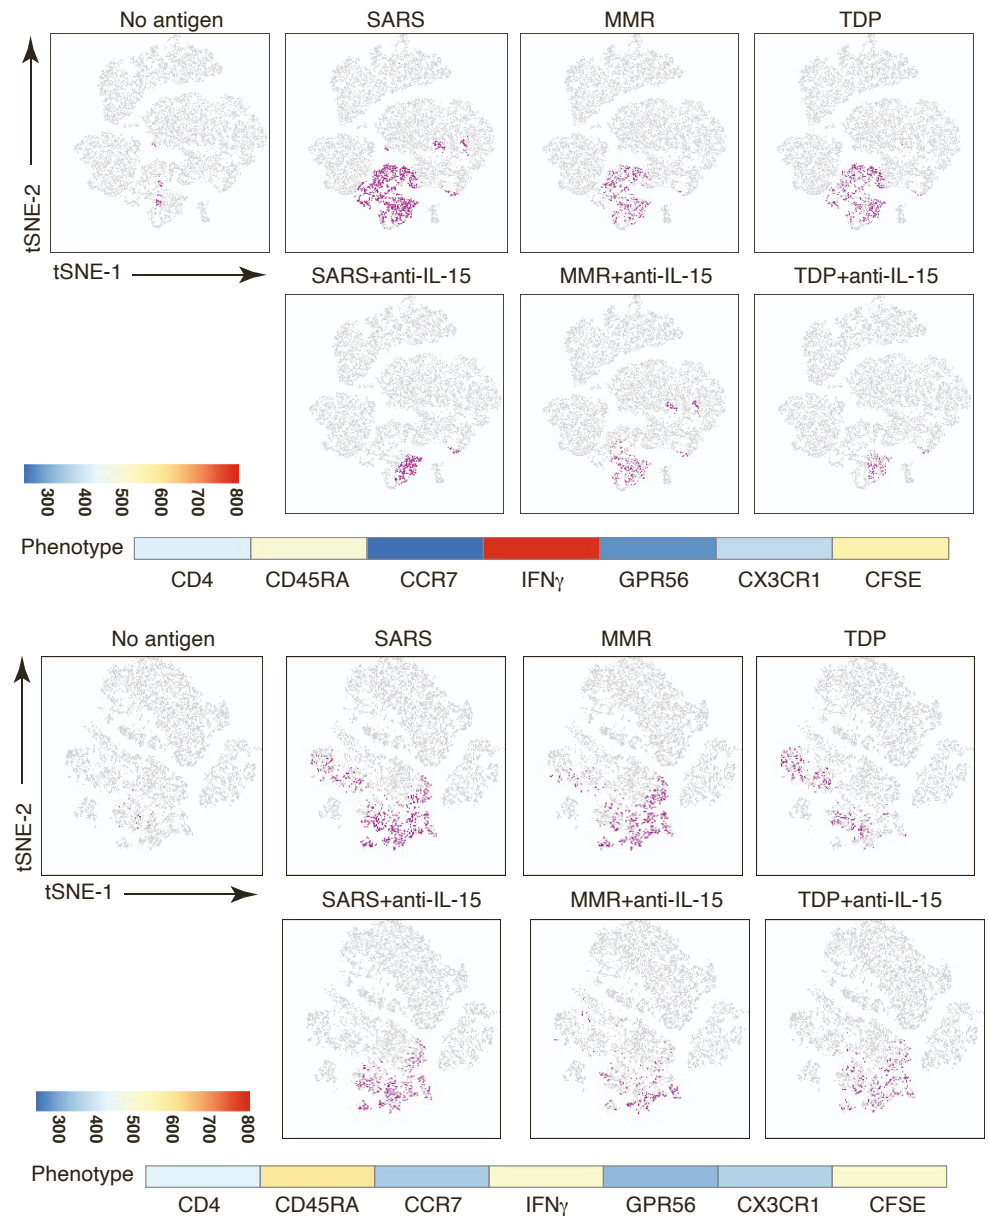 No antigen SARS MMR TDP
tSNE-2
tSNE-1
SARS+anti-IL-15 MMR+anti-IL-15 TDP+anti-IL-15
300 400 500 600 700 800
Phenotype
CD4 CD45RA CCR7 IFNγ GPR56 CX3CR1 CFSE
No antigen SARS MMR TDP
tSNE-2
tSNE-1
SARS+anti-IL-15 MMR+anti-IL-15 TDP+anti-IL-15
300 400 500 600 700 800
Phenotype
CD4 CD45RA CCR7 IFNγ GPR56 CX3CR1 CFSE